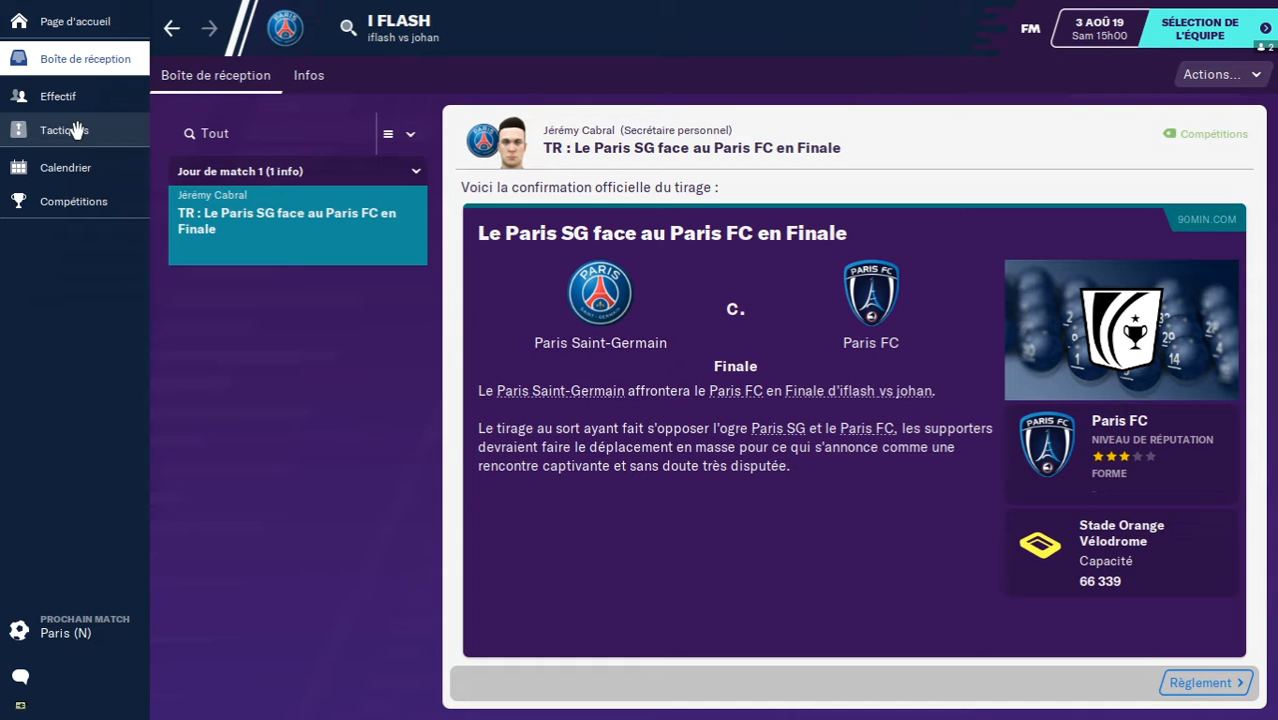 Page d'accueil
Boîte de réception
Effectif
Calendrier
Compétitions
PROCHAIN MATCH
Paris (N)
I FLASH
iflash vs johan
FM
3 AOÛ 19
Sam 15h00
SÉLECTION DE
L'ÉQUIPE
2
Boîte de réception
Infos
Actions...
Tout
Jour de match 1 (1 info)
Jérémy Cabral
TR : Le Paris SG face au Paris FC en
Finale
Jérémy Cabral (Secrétaire personnel)
TR : Le Paris SG face au Paris FC en Finale
Compétitions
Voici la confirmation officielle du tirage :
90MIN.COM
Le Paris SG face au Paris FC en Finale
PARIS
SAINT-GERMAIN
PARIS FC
c.
Paris Saint-Germain
Paris FC
Finale
Le Paris Saint-Germain affrontera le Paris FC en Finale d'iflash vs johan.
Le tirage au sort ayant fait s'opposer l'ogre Paris SG et le Paris FC, les supporters
devraient faire le déplacement en masse pour ce qui s'annonce comme une
rencontre captivante et sans doute très disputée.
PARIS FC
Paris FC
NIVEAU DE RÉPUTATION
FORME
-
Stade Orange
Vélodrome
Capacité
66 339
Règlement